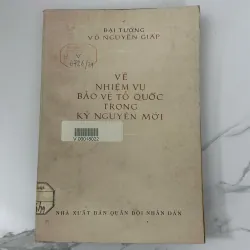 ĐẠI TƯỚNG
VÕ NGUYÊN GIÁP
VỀ
NHIỆM VỤ
BẢO VỆ TỔ QUỐC
TRONG
KỶ NGUYÊN MỚI
NHÀ XUẤT BẢN QUÂN ĐỘI NHÂN DÂN